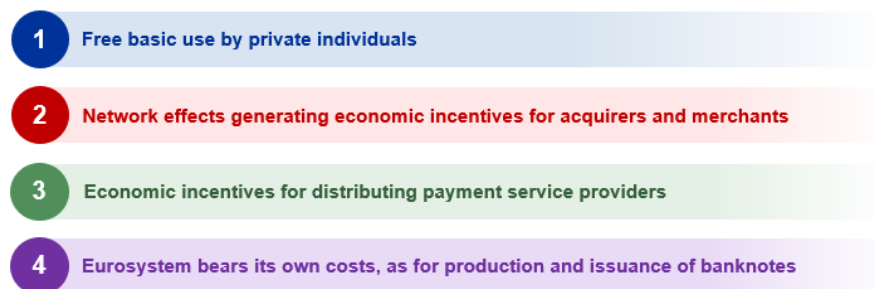 1 Free basic use by private individuals
2 Network effects generating economic incentives for acquirers and merchants
3 Economic incentives for distributing payment service providers
4 Eurosystem bears its own costs, as for production and issuance of banknotes